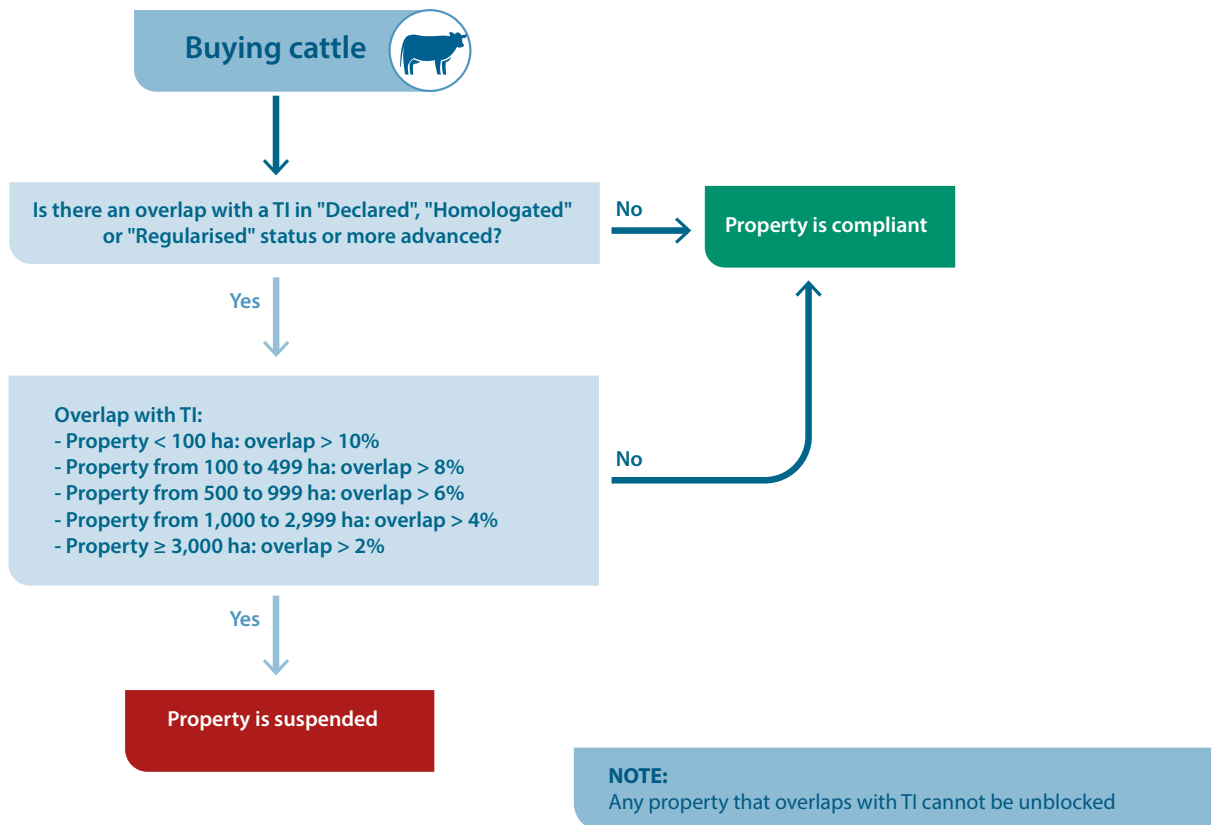 Buying cattle
Is there an overlap with a TI in "Declared", "Homologated"
or "Regularised" status or more advanced?
No
Property is compliant
Yes
Overlap with TI:
- Property < 100 ha: overlap > 10%
- Property from 100 to 499 ha: overlap > 8%
- Property from 500 to 999 ha: overlap > 6%
- Property from 1,000 to 2,999 ha: overlap > 4%
- Property ≥ 3,000 ha: overlap > 2%
No
Yes
Property is suspended
NOTE:
Any property that overlaps with TI cannot be unblocked